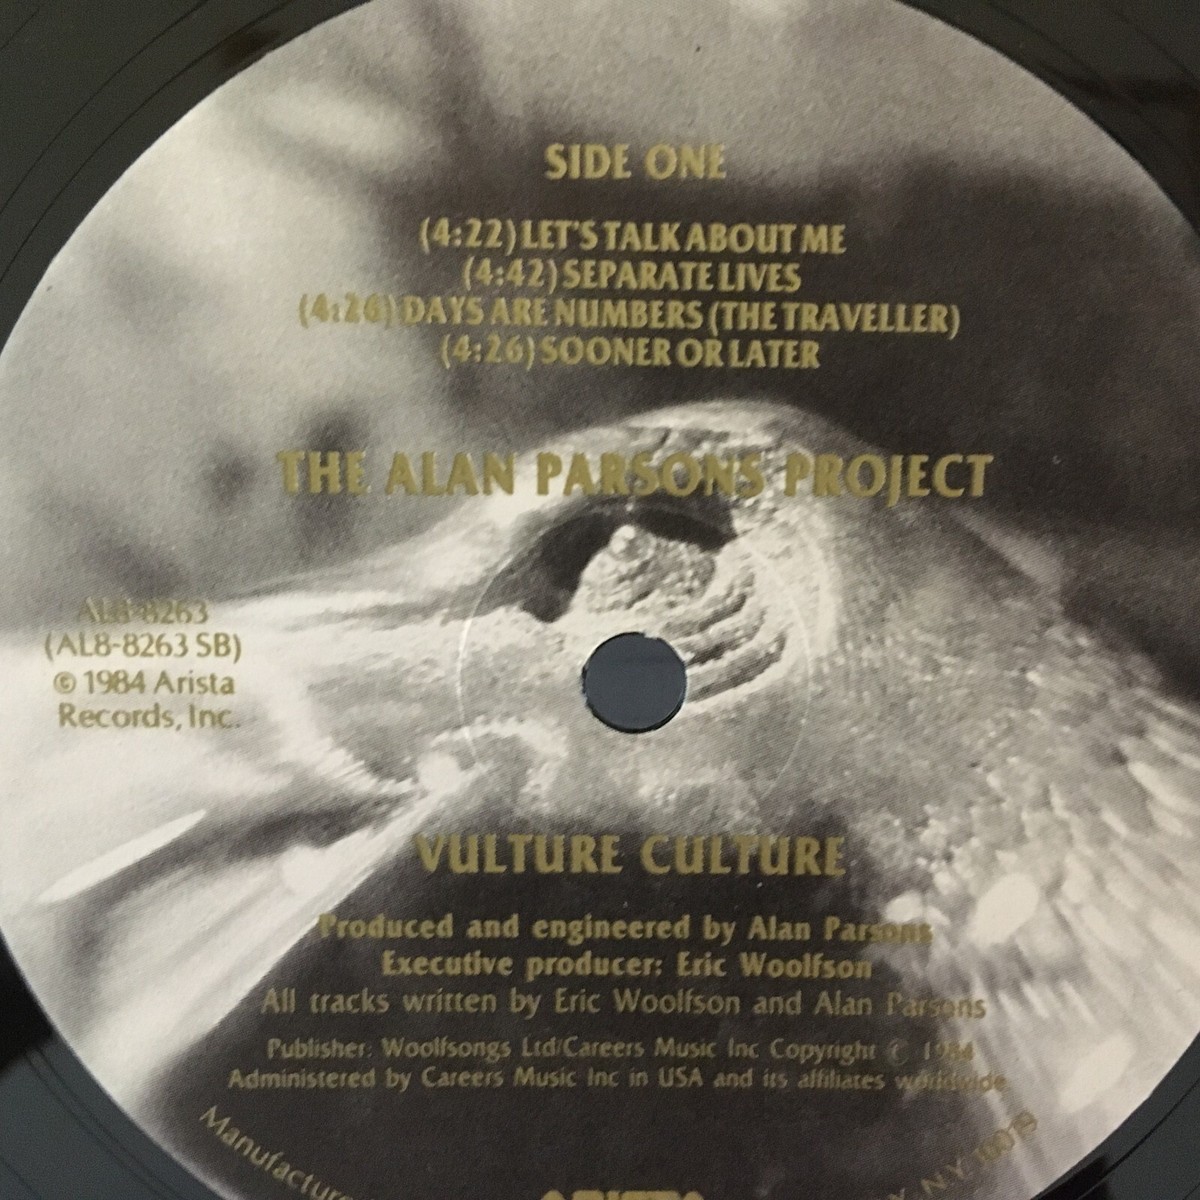 SIDE ONE
(4:22) LET'S TALK ABOUT ME
(4:42) SEPARATE LIVES
(4:26) DAYS ARE NUMBERS (THE TRAVELLER)
(4:26) SOONER OR LATER
THE ALAN PARSONS PROJECT
AL8-8263
(AL8-8263 SB)
© 1984 Arista
Records, Inc.
VULTURE CULTURE
Produced and engineered by Alan Parsons
Executive producer: Eric Woolfson
All tracks written by Eric Woolfson and Alan Parsons
Publisher: Woolfsongs Ltd/Careers Music Inc Copyright © 1984
Administered by Careers Music Inc in USA and its affiliates worldwide
N.Y. 10019
ARISTA